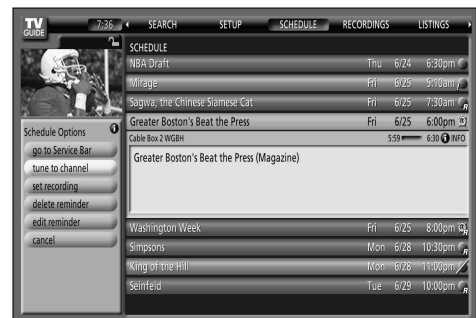 TV GUIDE 7:36 SEARCH SETUP SCHEDULE RECORDINGS LISTINGS
SCHEDULE
NBA Draft Thu 6/24 6:30pm
Mirage Fri 6/25 5:10am
Sagwa, the Chinese Siamese Cat Fri 6/25 7:30am
Greater Boston's Beat the Press Fri 6/25 6:00pm
Cable Box 2 WGBH 5:59 6:30 INFO
Greater Boston's Beat the Press (Magazine)
Washington Week Fri 6/25 8:00pm
Simpsons Mon 6/28 10:30pm
King of the Hill Mon 6/28 11:00pm
Seinfeld Tue 6/29 10:00pm
Schedule Options
go to Service Bar
tune to channel
set recording
delete reminder
edit reminder
cancel